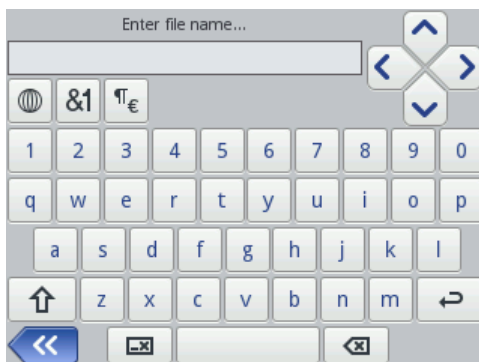 Enter file name...
&1 ¶€
1 2 3 4 5 6 7 8 9 0
q w e r t y u i o p
a s d f g h j k l
z x c v b n m